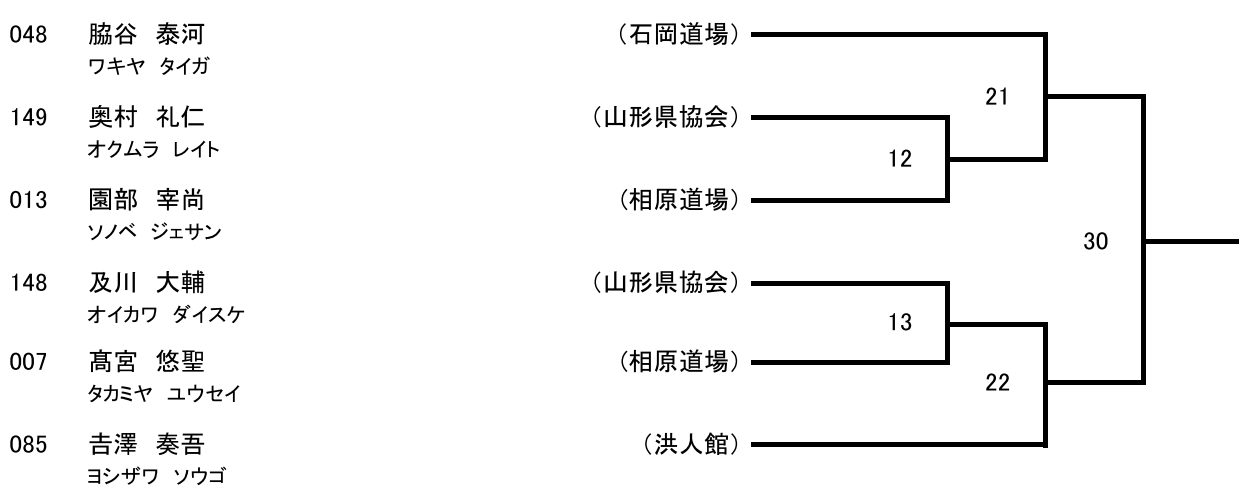 048 脇谷　泰河 （石岡道場）
ワキヤ　タイガ
21
149 奥村　礼仁 （山形県協会）
オクムラ　レイト
12
013 園部　宰尚 （相原道場）
ソノベ　ジェサン
30
148 及川　大輔 （山形県協会）
オイカワ　ダイスケ
13
007 髙宮　悠聖 （相原道場）
タカミヤ　ユウセイ
22
085 𠮷澤　奏吾 （洪人館）
ヨシザワ　ソウゴ